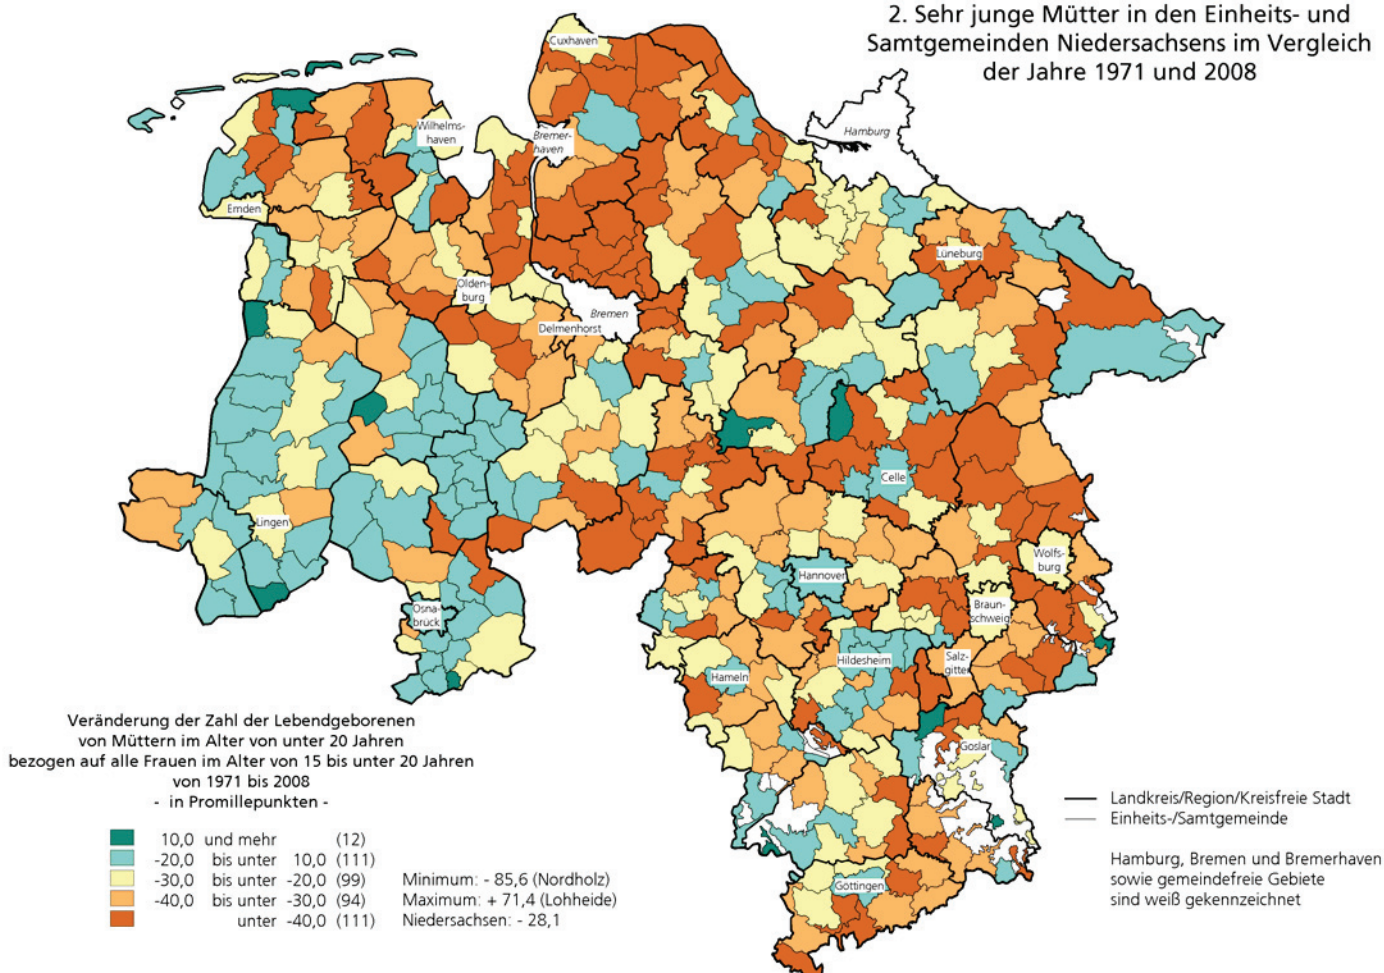 2. Sehr junge Mütter in den Einheits- und
Samtgemeinden Niedersachsens im Vergleich
der Jahre 1971 und 2008
Cuxhaven
Hamburg
Wilhelms-
haven
Bremer-
haven
Emden
Lüneburg
Olden-
burg
Bremen
Delmenhorst
Celle
Lingen
Wolfs-
burg
Hannover
Braun-
schweig
Osna-
brück
Hildesheim
Salz-
gitter
Hameln
Goslar
Göttingen
Veränderung der Zahl der Lebendgeborenen
von Müttern im Alter von unter 20 Jahren
bezogen auf alle Frauen im Alter von 15 bis unter 20 Jahren
von 1971 bis 2008
- in Promillepunkten -
10,0 und mehr (12)
-20,0 bis unter 10,0 (111)
-30,0 bis unter -20,0 (99)
-40,0 bis unter -30,0 (94)
unter -40,0 (111)
Minimum: - 85,6 (Nordholz)
Maximum: + 71,4 (Lohheide)
Niedersachsen: - 28,1
Landkreis/Region/Kreisfreie Stadt
Einheits-/Samtgemeinde
Hamburg, Bremen und Bremerhaven
sowie gemeindefreie Gebiete
sind weiß gekennzeichnet